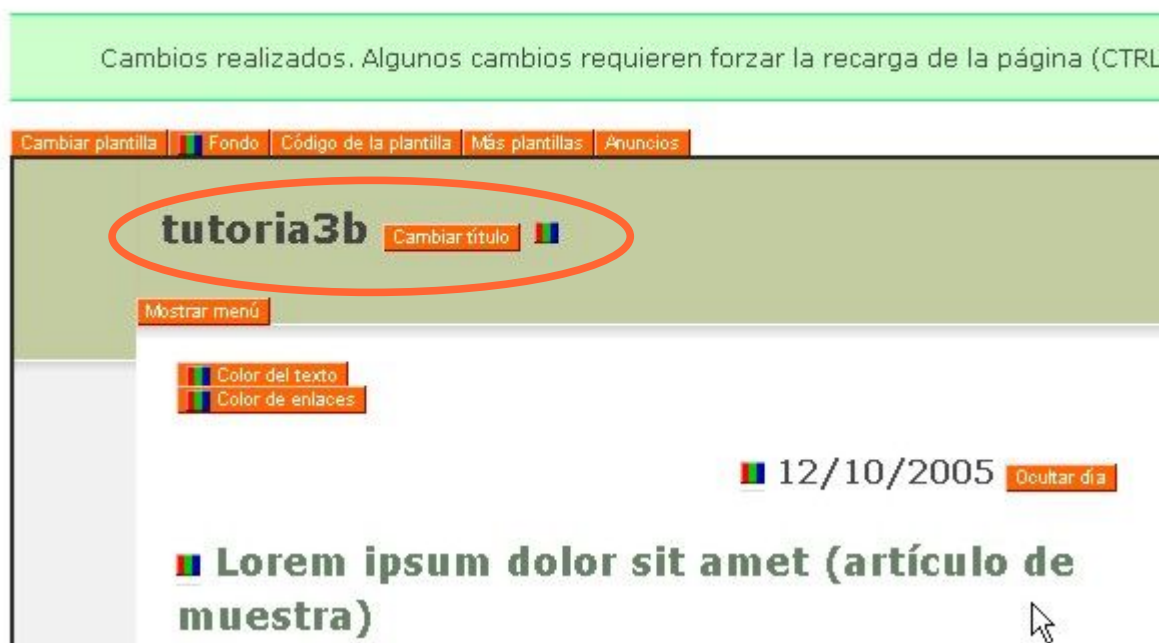 Cambios realizados. Algunos cambios requieren forzar la recarga de la página (CTRL
Cambiar plantilla Fondo Código de la plantilla Más plantillas Anuncios
tutoria3b Cambiar título
Mostrar menú
Color del texto
Color de enlaces
12/10/2005 Ocultar día
Lorem ipsum dolor sit amet (artículo de
muestra)